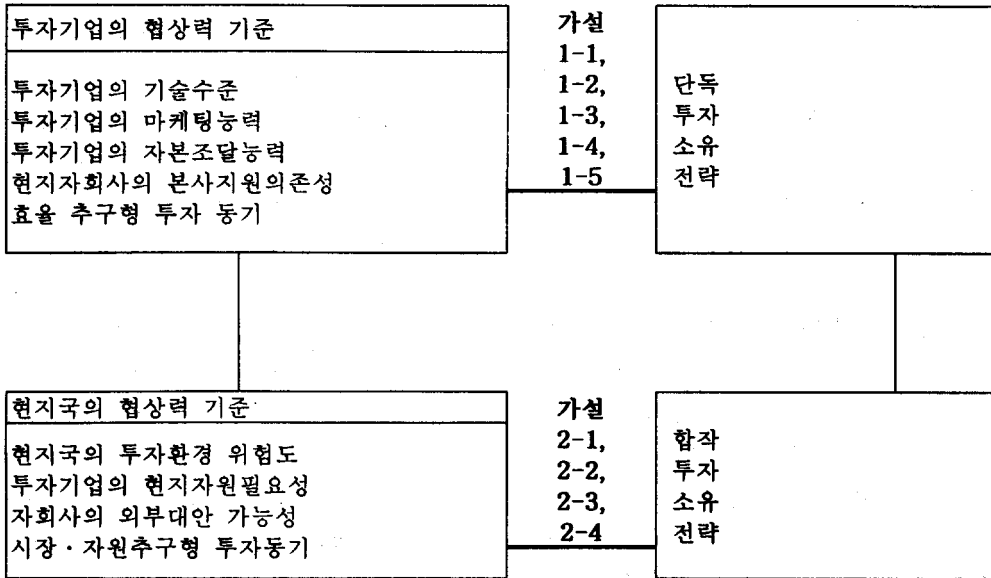 투자기업의 협상력 기준
투자기업의 기술수준
투자기업의 마케팅능력
투자기업의 자본조달능력
현지자회사의 본사지원의존성
효율 추구형 투자 동기
가설
1-1,
1-2,
1-3,
1-4,
1-5
단독
투자
소유
전략
현지국의 협상력 기준
현지국의 투자환경 위험도
투자기업의 현지자원필요성
자회사의 외부대안 가능성
시장·자원추구형 투자동기
가설
2-1,
2-2,
2-3,
2-4
합작
투자
소유
전략